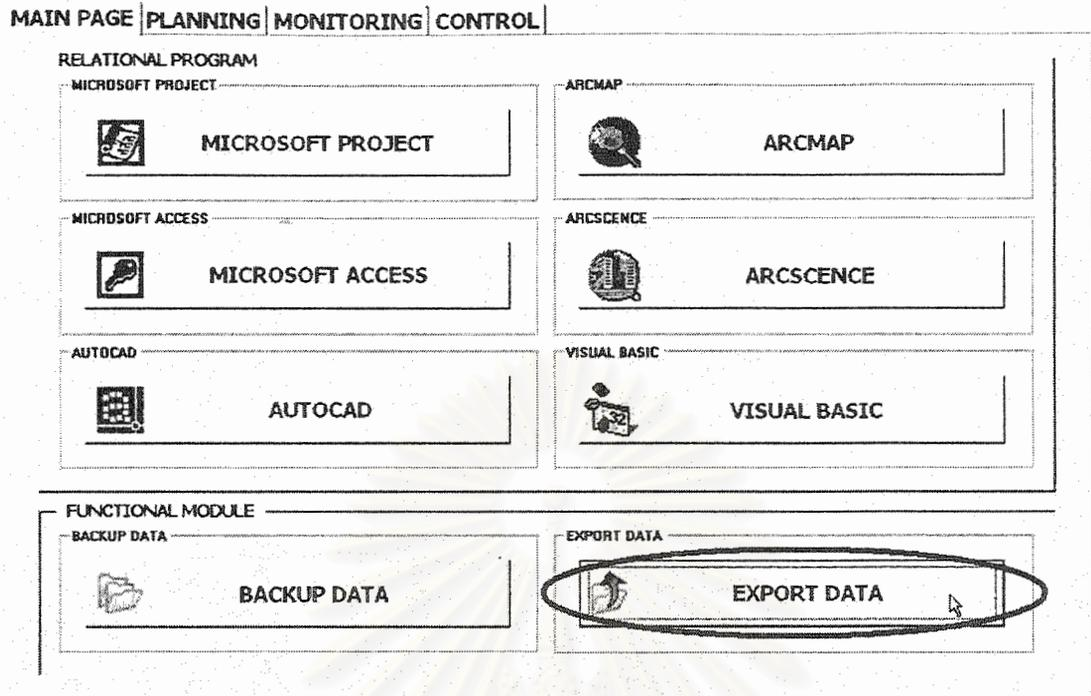 MAIN PAGE PLANNING MONITORING CONTROL
RELATIONAL PROGRAM
MICROSOFT PROJECT
MICROSOFT PROJECT
ARCMAP
ARCMAP
MICROSOFT ACCESS
MICROSOFT ACCESS
ARCSCENCE
ARCSCENCE
AUTOCAD
AUTOCAD
VISUAL BASIC
32
VISUAL BASIC
FUNCTIONAL MODULE
BACKUP DATA
BACKUP DATA
EXPORT DATA
EXPORT DATA